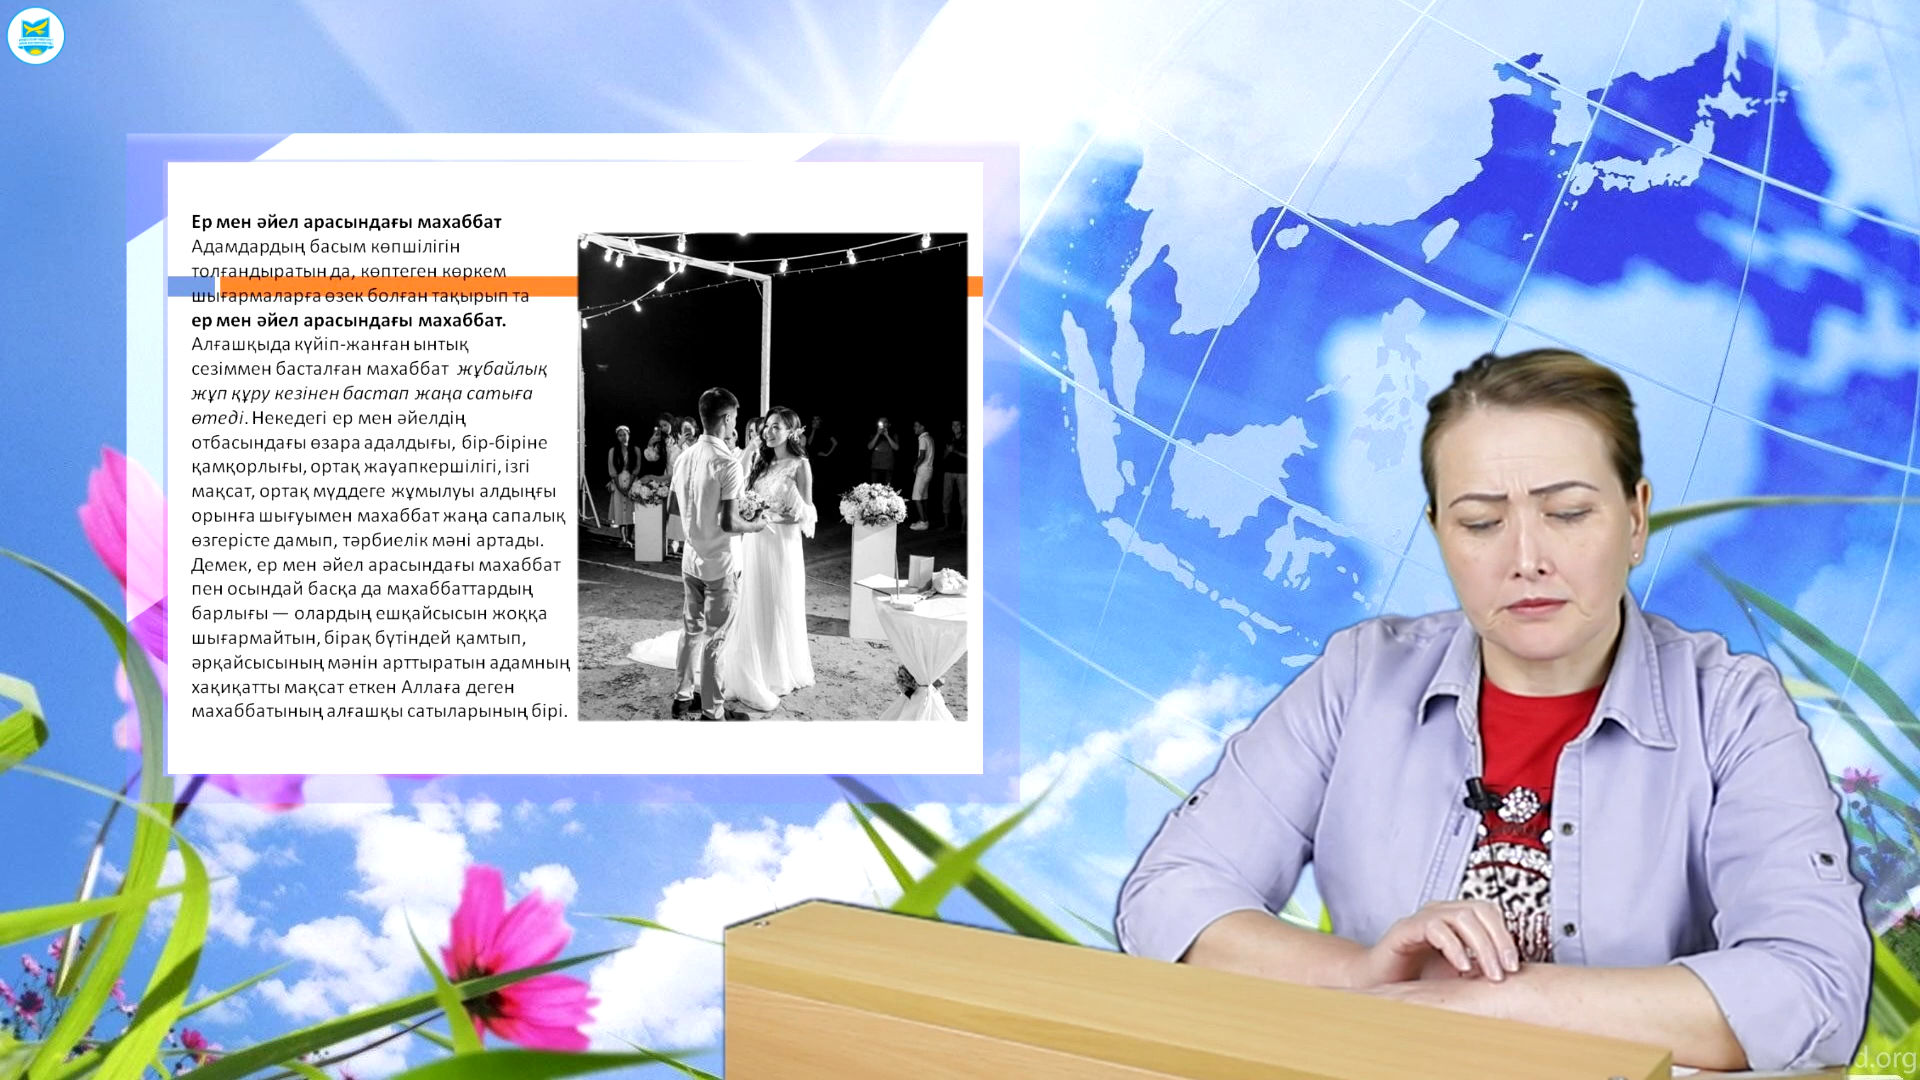 Ер мен әйел арасындағы махаббат
Адамдардың басым көпшілігін
толғандыратын да, көптеген көркем
шығармаларға өзек болған тақырып та
ер мен әйел арасындағы махаббат.
Алғашқыда күйіп-жанған ынтық
сезіммен басталған махаббат жұбайлық
жұп құру кезінен бастап жаңа сатыға
өтеді. Некедегі ер мен әйелдің
отбасындағы өзара адалдығы, бір-біріне
қамқорлығы, ортақ жауапкершілігі, ізгі
мақсат, ортақ мүддеге жұмылуы алдыңғы
орынға шығуымен махаббат жаңа сапалық
өзгерісте дамып, тәрбиелік мәні артады.
Демек, ер мен әйел арасындағы махаббат
пен осындай басқа да махаббаттардың
барлығы — олардың ешқайсысын жоққа
шығармайтын, бірақ бүтіндей қамтып,
әрқайсысының мәнін арттыратын адамның
хақиқатты мақсат еткен Аллаға деген
махаббатының алғашқы сатыларының бірі.
d.org